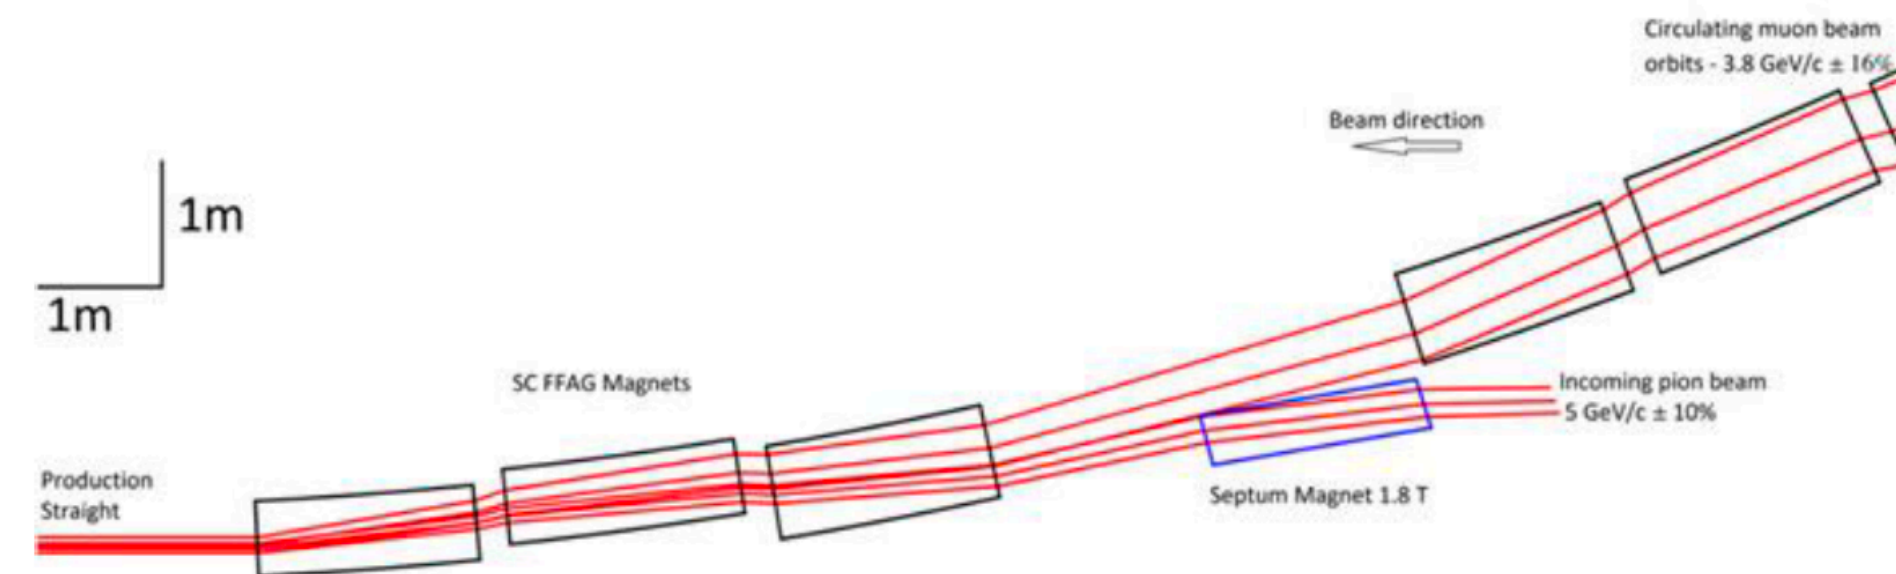 Circulating muon beam
orbits - 3.8 GeV/c ± 16%
Beam direction
1m
1m
SC FFAG Magnets
Incoming pion beam
5 GeV/c ± 10%
Production
Straight
Septum Magnet 1.8 T